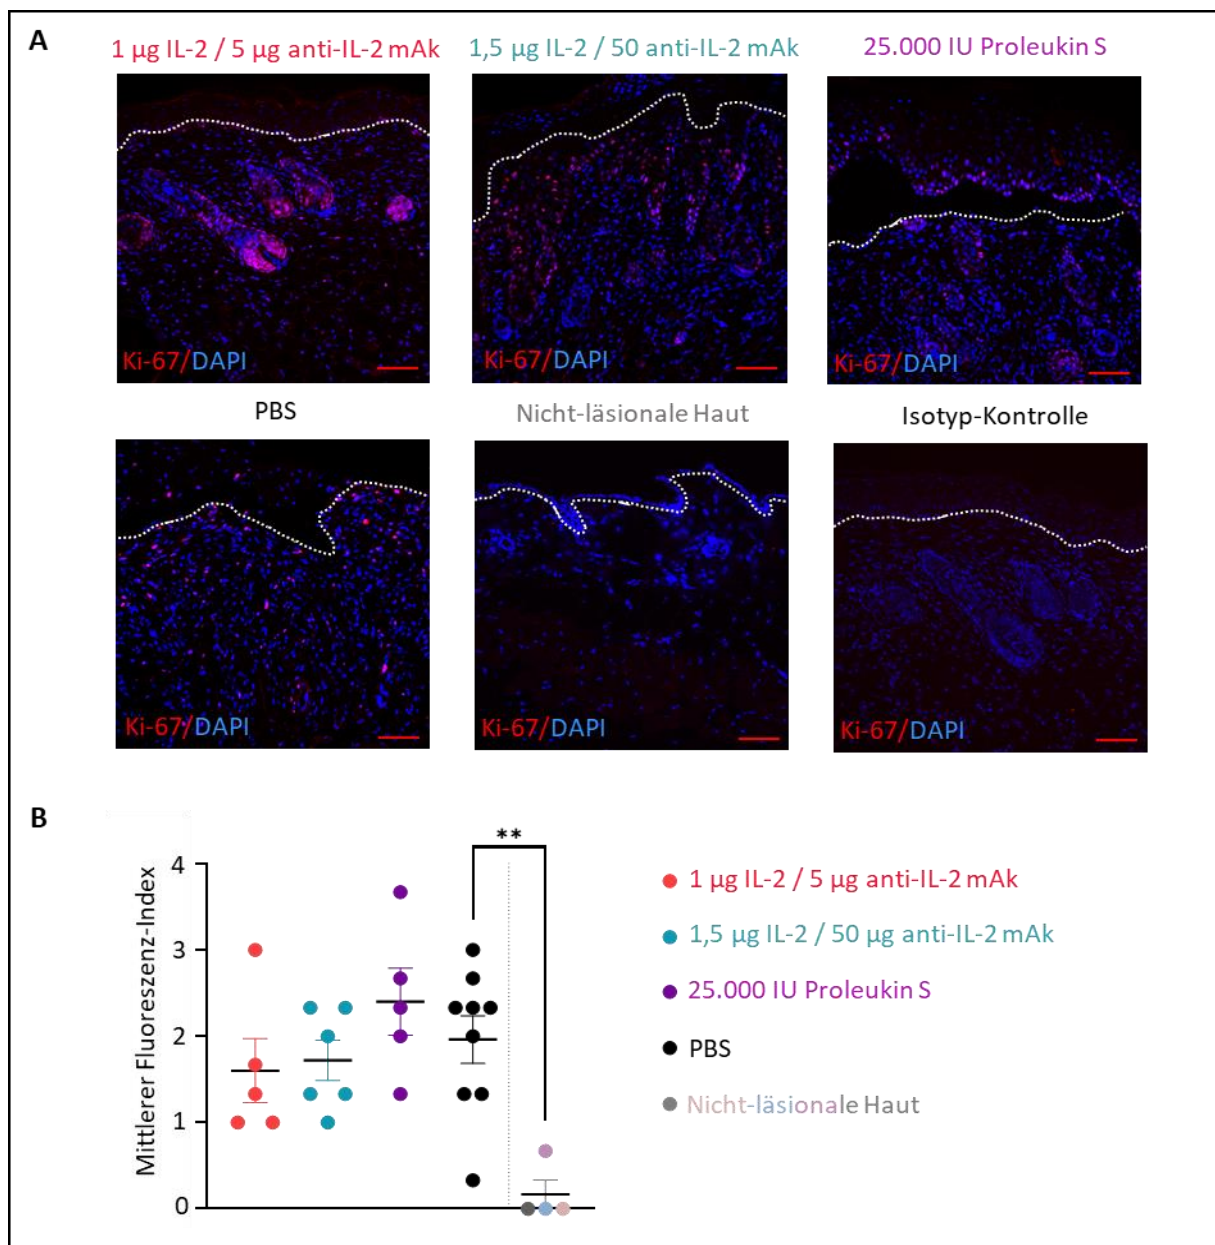 A
1 µg IL-2 / 5 µg anti-IL-2 mAk
1,5 µg IL-2 / 50 anti-IL-2 mAk
25.000 IU Proleukin S
Ki-67/DAPI
Ki-67/DAPI
Ki-67/DAPI
PBS
Nicht-läsionale Haut
Isotyp-Kontrolle
Ki-67/DAPI
Ki-67/DAPI
Ki-67/DAPI
B
**
Mittlerer Fluoreszenz-Index
4
3
2
1
0
1 µg IL-2 / 5 µg anti-IL-2 mAk
1,5 µg IL-2 / 50 µg anti-IL-2 mAk
25.000 IU Proleukin S
PBS
Nicht-läsionale Haut